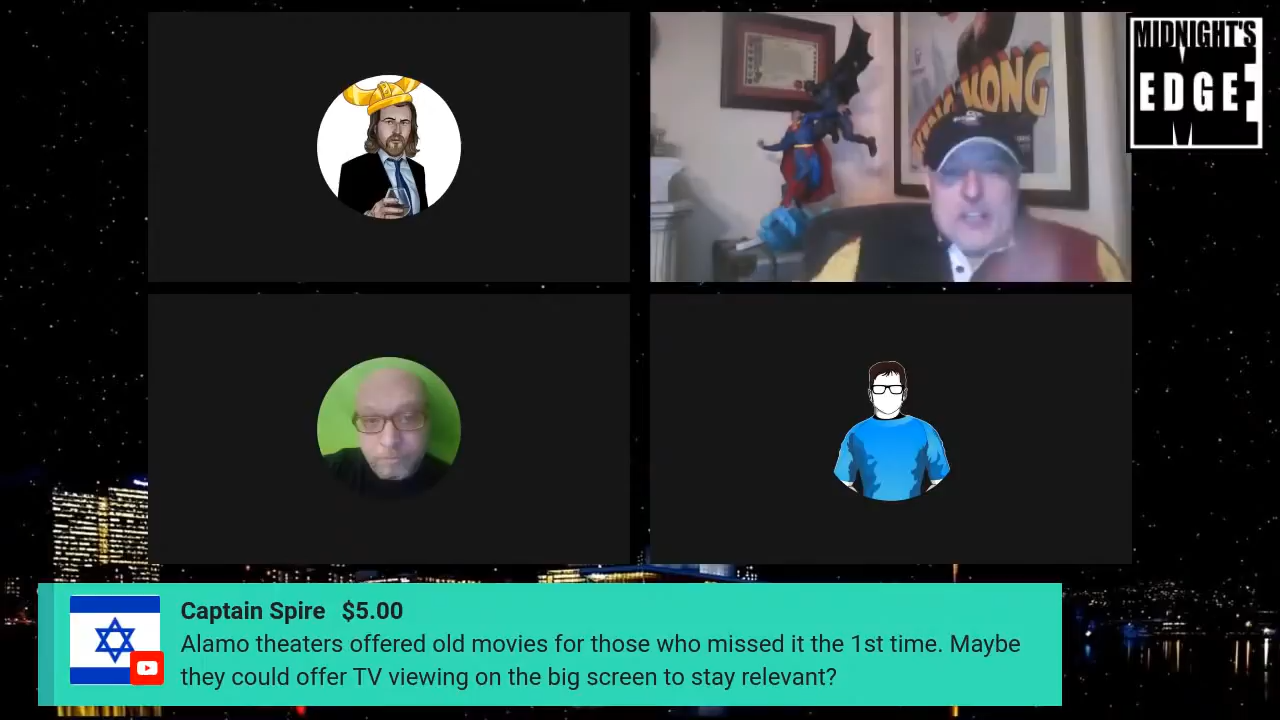 MIDNIGHT'S
EDGE
KING KONG
Captain Spire $5.00
Alamo theaters offered old movies for those who missed it the 1st time. Maybe
they could offer TV viewing on the big screen to stay relevant?